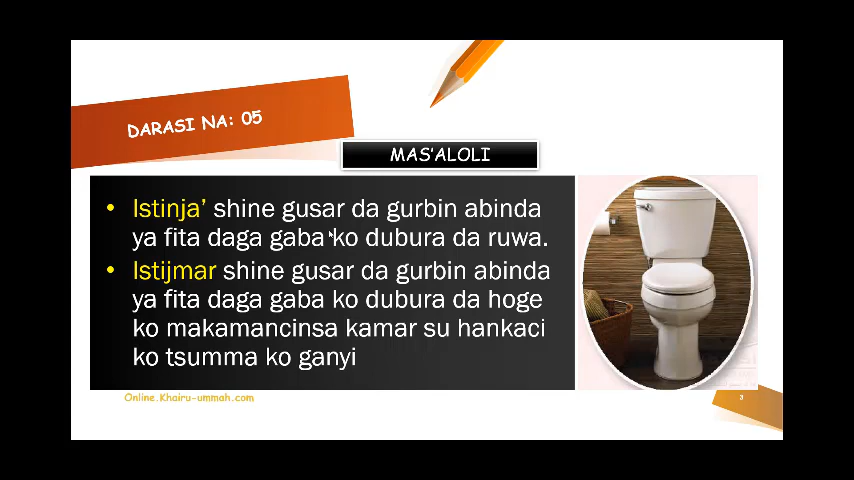 DARASI NA: 05
MAS'ALOLI
• Istinja’ shine gusar da gurbin abinda
ya fita daga gaba ko dubura da ruwa.
• Istijmar shine gusar da gurbin abinda
ya fita daga gaba ko dubura da hoge
ko makamancinsa kamar su hankaci
ko tsumma ko ganyi
Online.Khairu-ummah.com
3